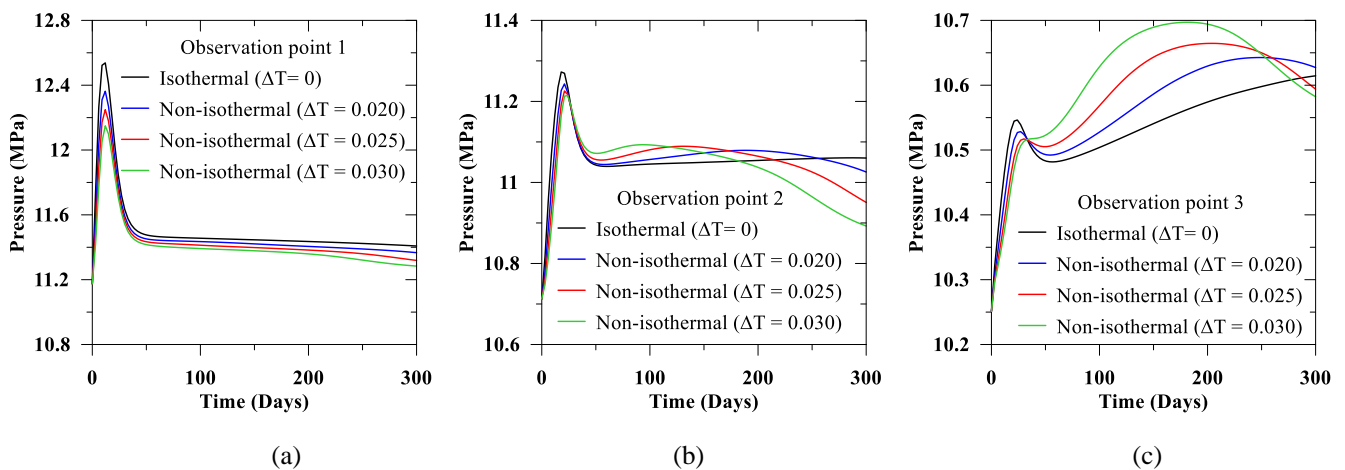 Observation point 1
Isothermal (ΔT= 0)
Non-isothermal (ΔT = 0.020)
Non-isothermal (ΔT = 0.025)
Non-isothermal (ΔT = 0.030)
12.8
12.4
12
11.6
11.2
10.8
Pressure (MPa)
0
100
200
300
Time (Days)
(a)
11.4
11.2
11
10.8
10.6
Pressure (MPa)
Observation point 2
Isothermal (ΔT= 0)
Non-isothermal (ΔT = 0.020)
Non-isothermal (ΔT = 0.025)
Non-isothermal (ΔT = 0.030)
0
100
200
300
Time (Days)
(b)
10.7
10.6
10.5
10.4
10.3
10.2
Pressure (MPa)
Observation point 3
Isothermal (ΔT= 0)
Non-isothermal (ΔT = 0.020)
Non-isothermal (ΔT = 0.025)
Non-isothermal (ΔT = 0.030)
0
100
200
300
Time (Days)
(c)